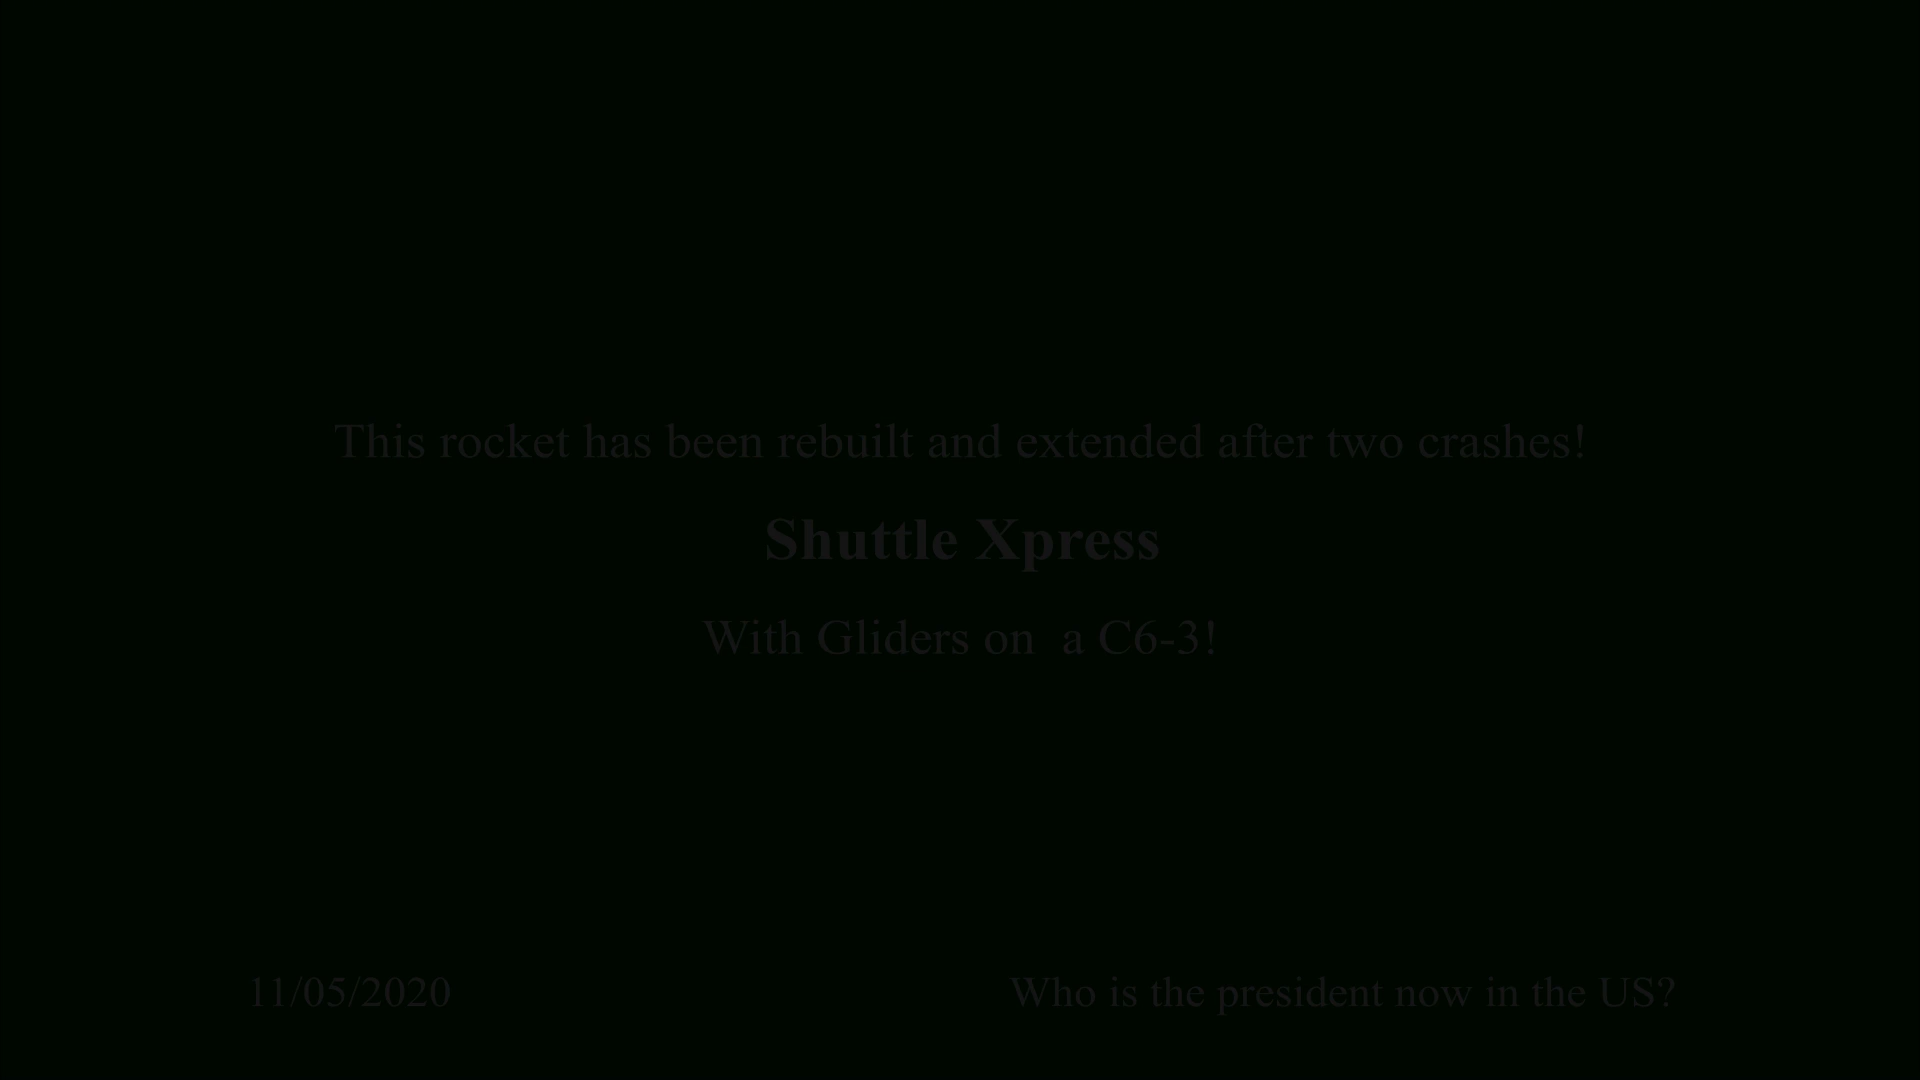 This rocket has been rebuilt and extended after two crashes!
Shuttle Xpress
With Gliders on  a C6-3!
11/05/2020
Who is the president now in the US?